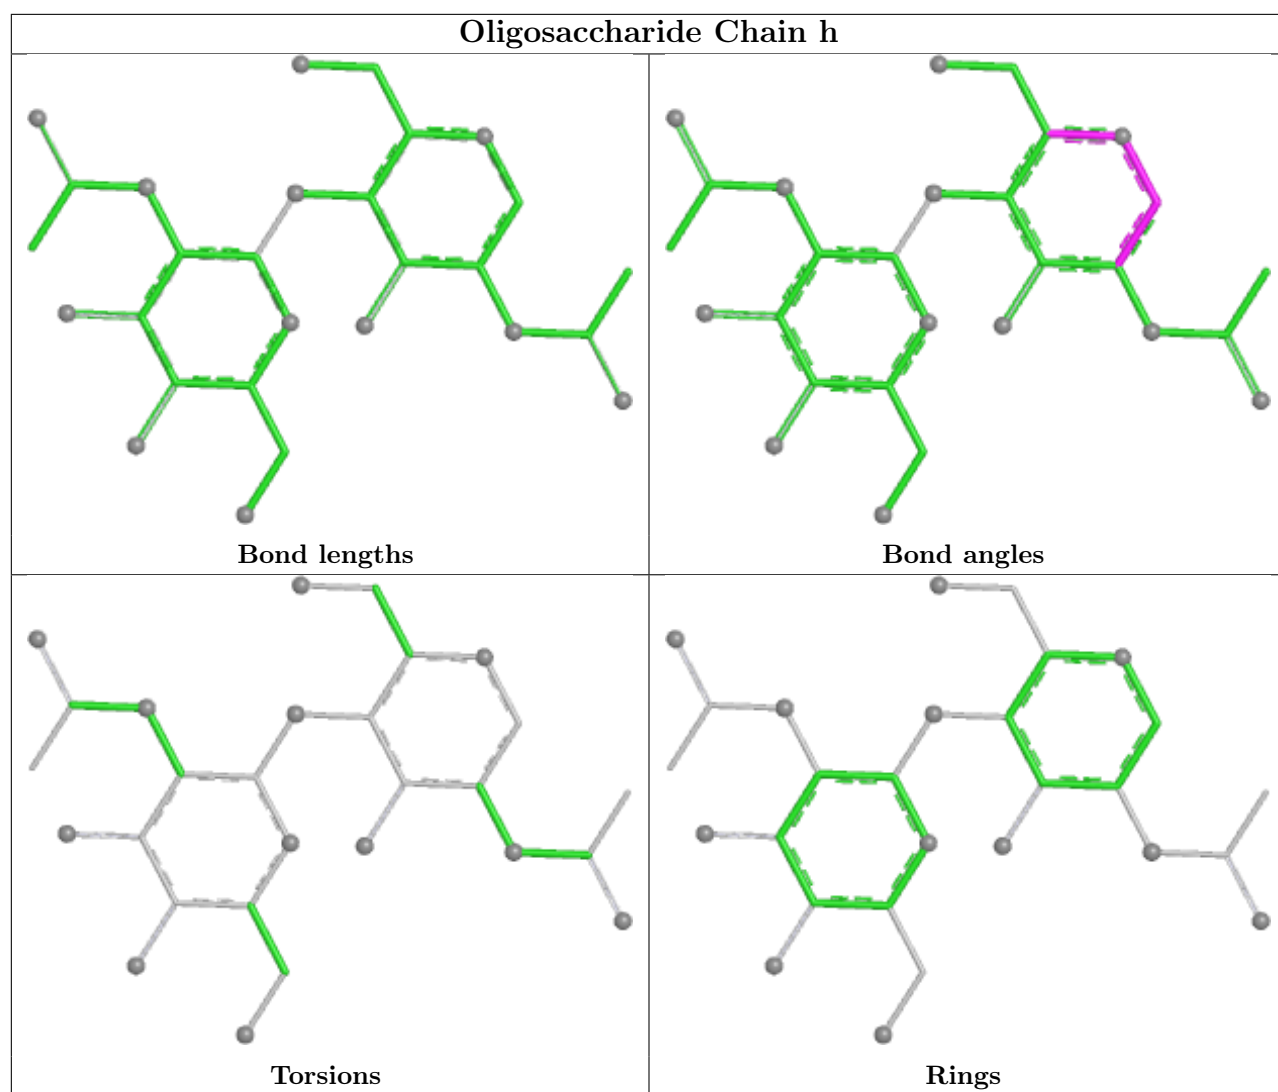 Oligosaccharide Chain h
Bond lengths
Bond angles
Torsions
Rings